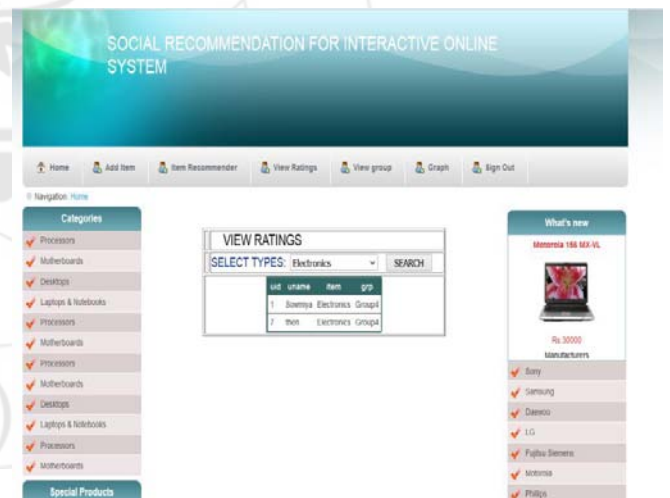 SOCIAL RECOMMENDATION FOR INTERACTIVE ONLINE
SYSTEM
Home Add Item Item Recommender View Ratings View group Graph Sign Out
Navigation: Home
Categories
Processors
Motherboards
Desktops
Laptops & Notebooks
Processors
Motherboards
Processors
Motherboards
Desktops
Laptops & Notebooks
Processors
Motherboards
Special Products
VIEW RATINGS
SELECT TYPES: Electronics SEARCH
uid uname item grp
1 Sowmiya Electronics Group4
7 then Electronics Group4
What's new
Motorola 156 MX-VL
Rs.30000
Manufacturers
Sony
Samsung
Daewoo
LG
Fujitsu Siemens
Motorola
Philips